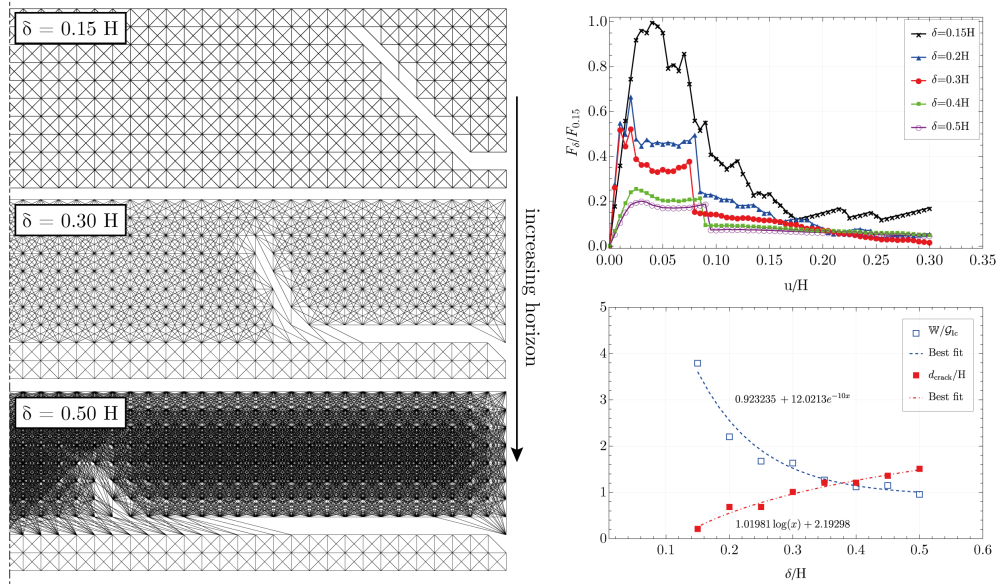 δ = 0.15 H
δ = 0.30 H
δ = 0.50 H
increasing horizon
1.0
0.8
0.6
0.4
0.2
0.0
F_δ/F_0.15
0.00 0.05 0.10 0.15 0.20 0.25 0.30 0.35
u/H
δ=0.15H
δ=0.2H
δ=0.3H
δ=0.4H
δ=0.5H
5
4
3
2
1
0
0.1 0.2 0.3 0.4 0.5 0.6
δ/H
𝕎/𝒢_Ic
Best fit
d_crack/H
Best fit
0.923235 + 12.0213e^{-10x}
1.01981 log(x) + 2.19298